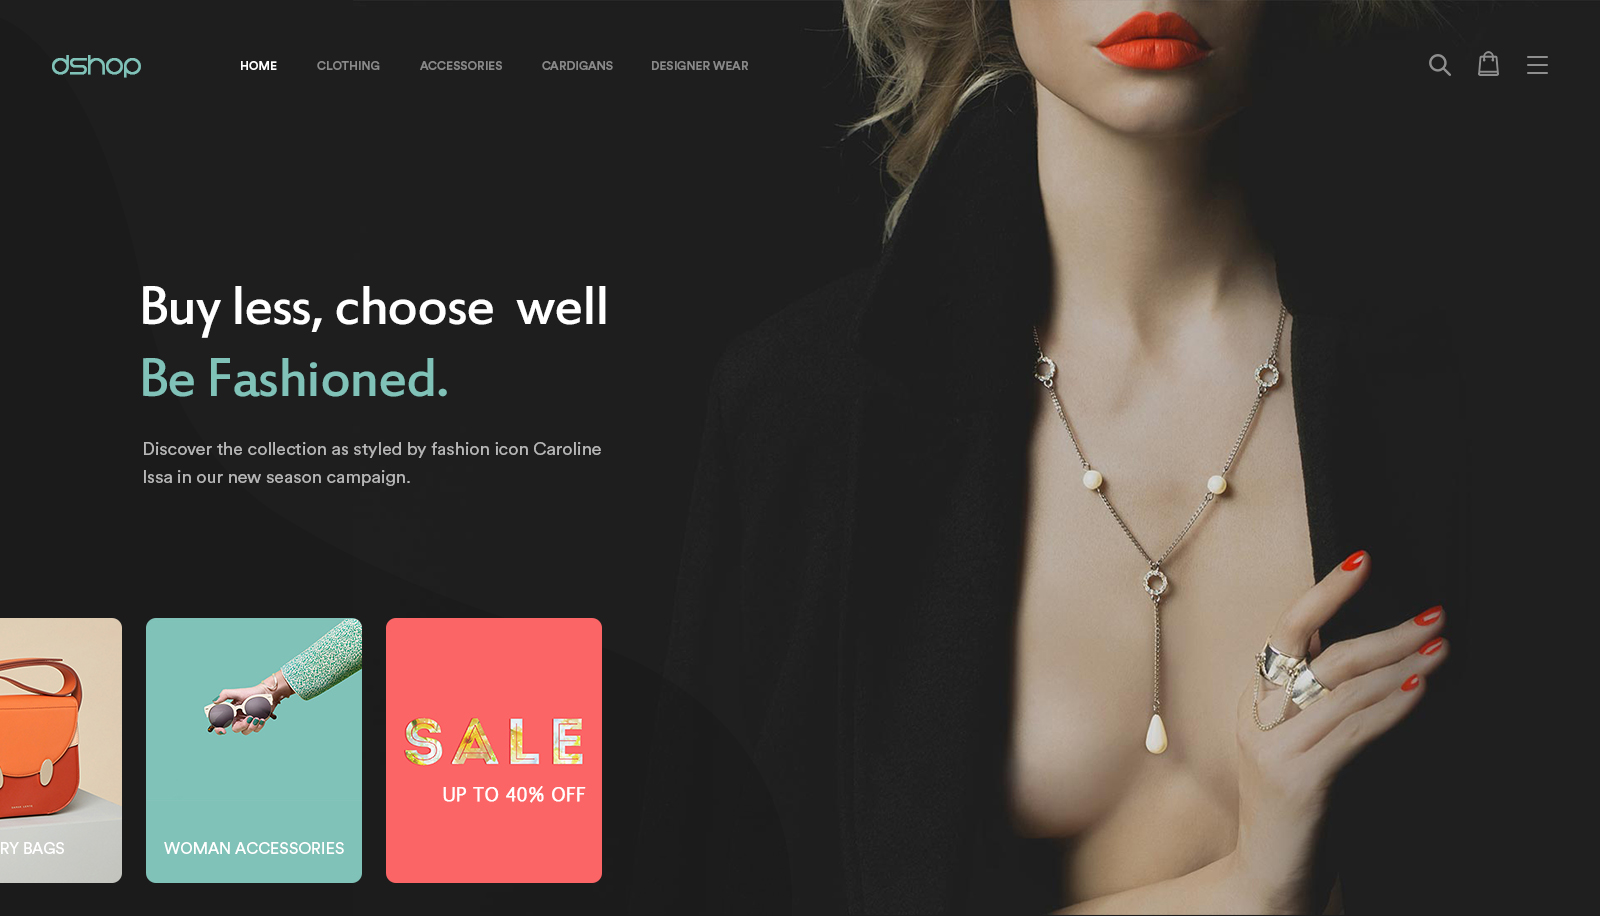 dshop
HOME CLOTHING ACCESSORIES CARDIGANS DESIGNER WEAR
Buy less, choose well
Be Fashioned.
Discover the collection as styled by fashion icon Caroline
Issa in our new season campaign.
SALE
UP TO 40% OFF
RY BAGS
WOMAN ACCESSORIES